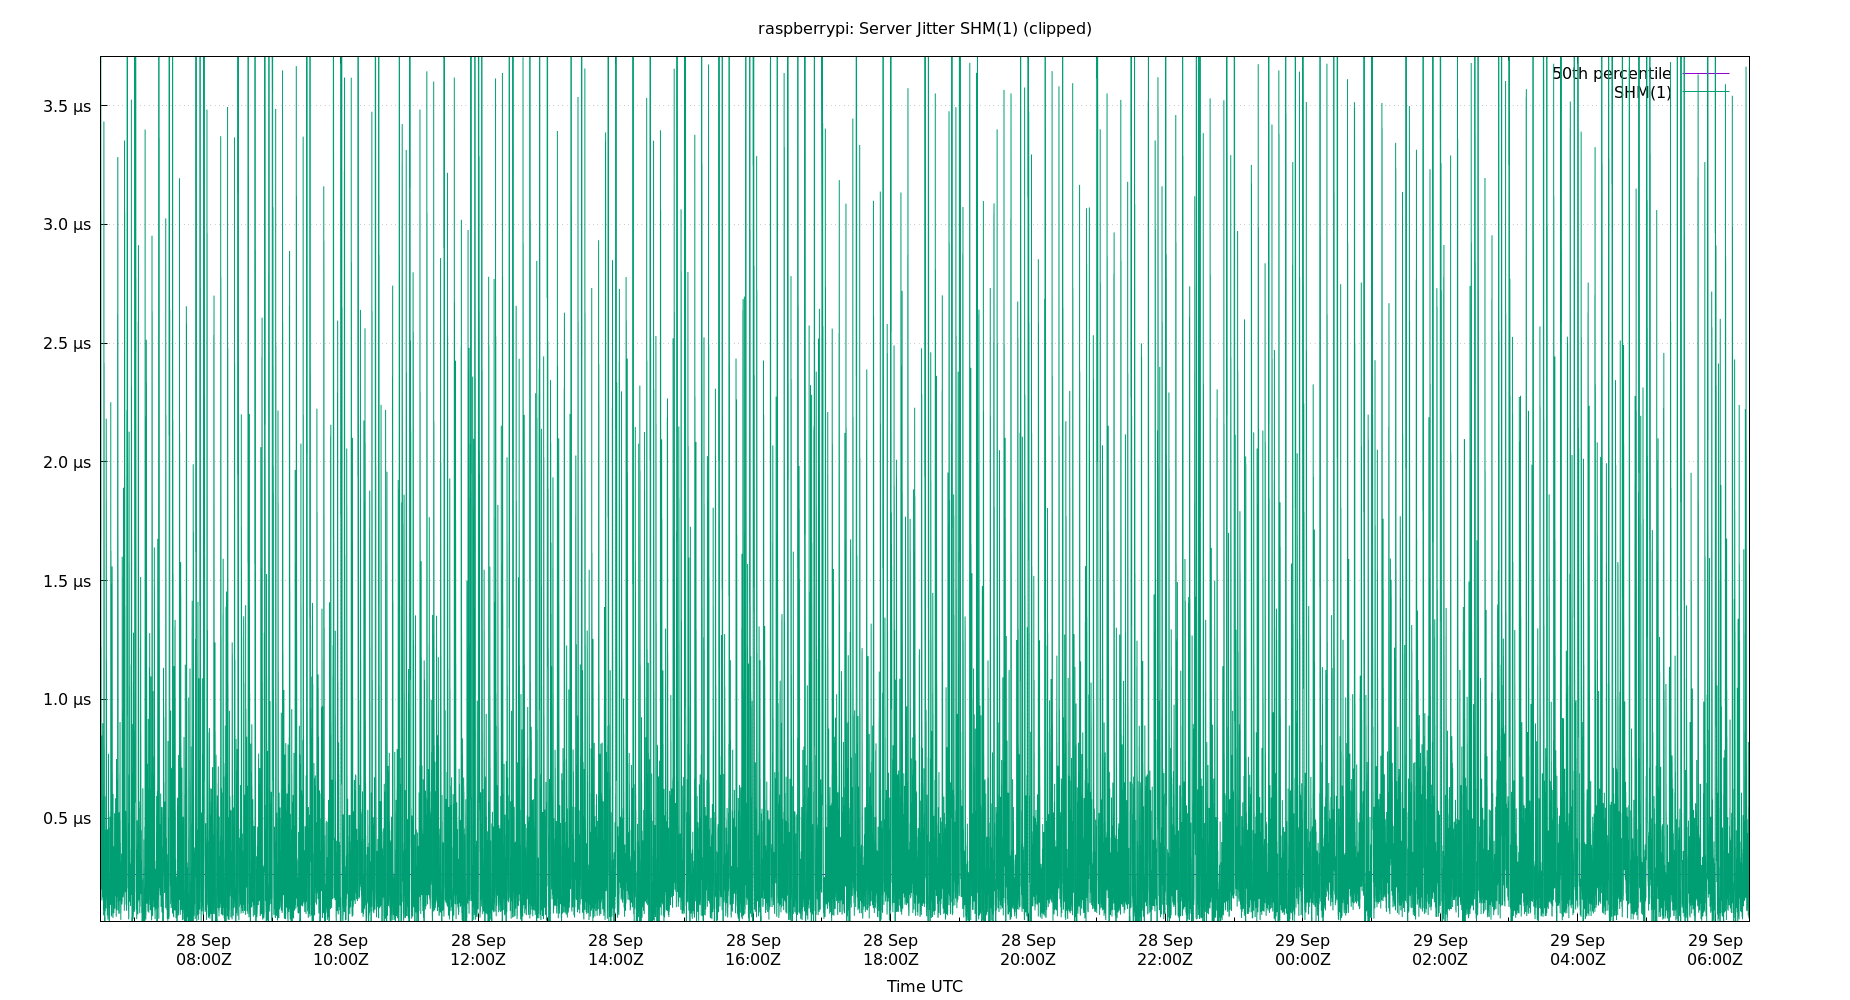 raspberrypi: Server Jitter SHM(1) (clipped)
50th percentile
SHM(1)
3.5 µs
3.0 µs
2.5 µs
2.0 µs
1.5 µs
1.0 µs
0.5 µs
28 Sep 28 Sep 28 Sep 28 Sep 28 Sep 28 Sep 28 Sep 28 Sep 29 Sep 29 Sep 29 Sep 29 Sep
08:00Z 10:00Z 12:00Z 14:00Z 16:00Z 18:00Z 20:00Z 22:00Z 00:00Z 02:00Z 04:00Z 06:00Z
Time UTC